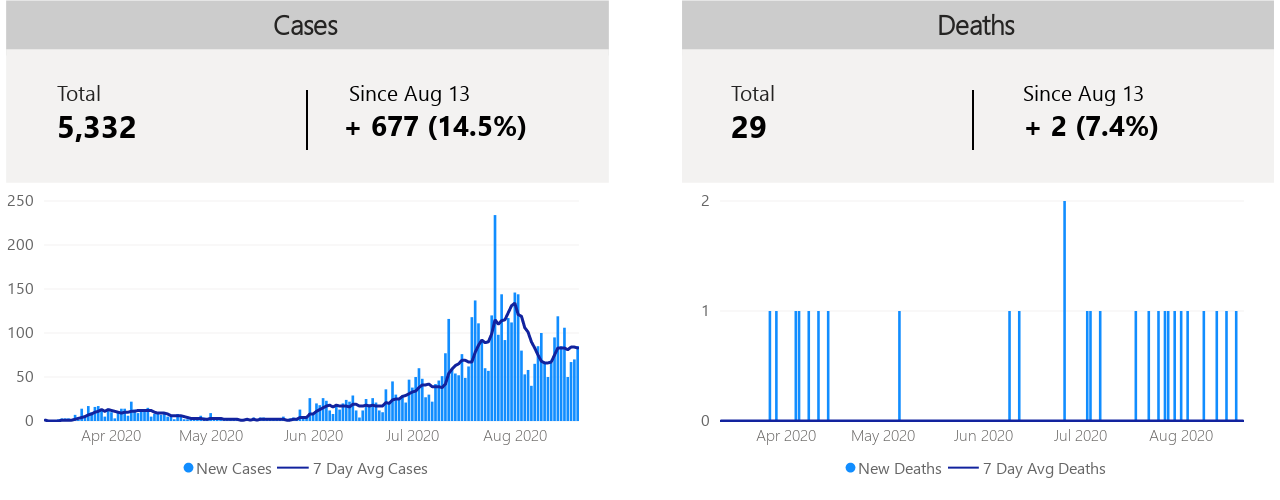 Cases
Total
5,332
Since Aug 13
+ 677 (14.5%)
250
200
150
100
50
0
Apr 2020 May 2020 Jun 2020 Jul 2020 Aug 2020
New Cases 7 Day Avg Cases
Deaths
Total
29
Since Aug 13
+ 2 (7.4%)
2
1
0
Apr 2020 May 2020 Jun 2020 Jul 2020 Aug 2020
New Deaths 7 Day Avg Deaths